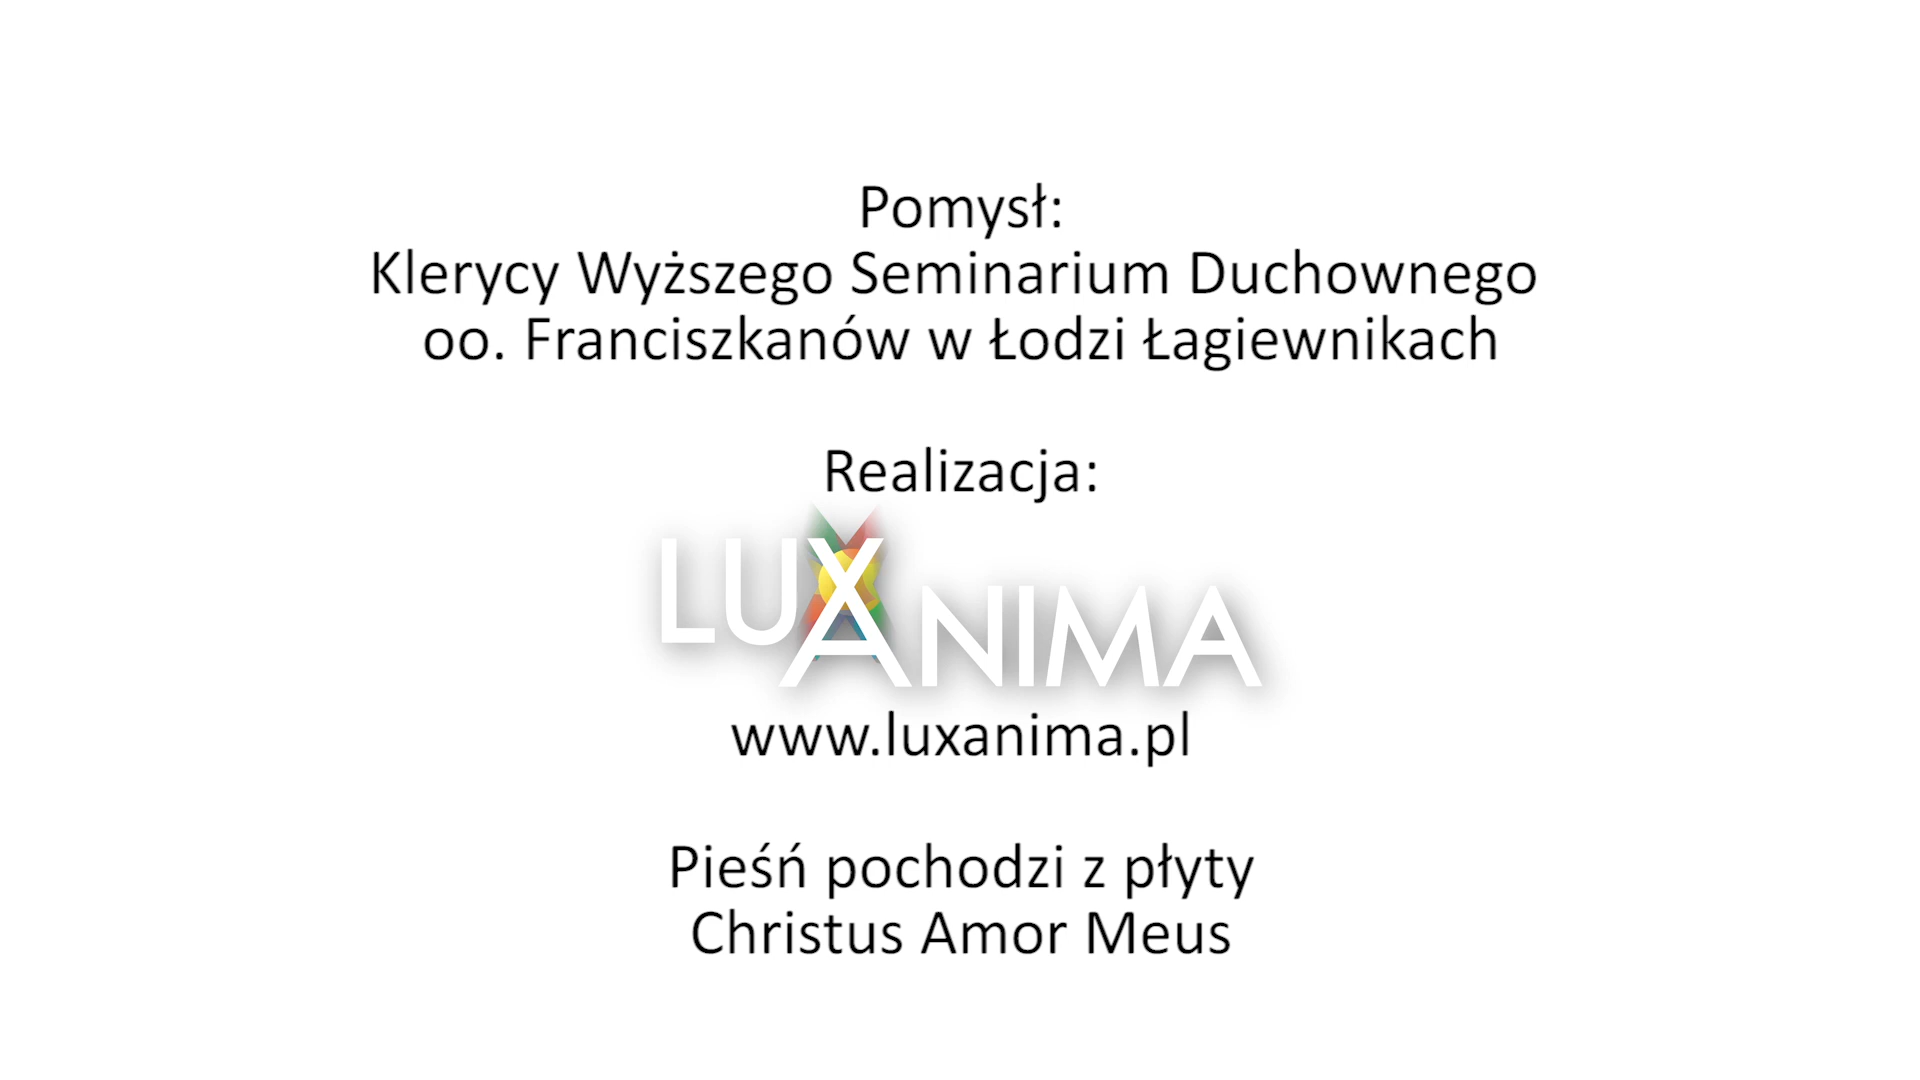 Pomysł:
Klerycy Wyższego Seminarium Duchownego
oo. Franciszkanów w Łodzi Łagiewnikach
Realizacja:
LUX ANIMA
www.luxanima.pl
Pieśń pochodzi z płyty
Christus Amor Meus